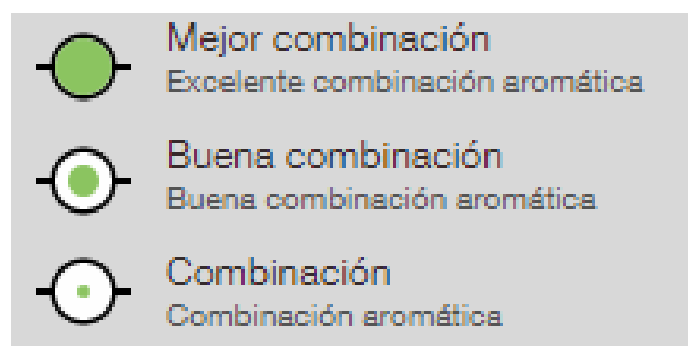 Mejor combinación
Excelente combinación aromática
Buena combinación
Buena combinación aromática
Combinación
Combinación aromática